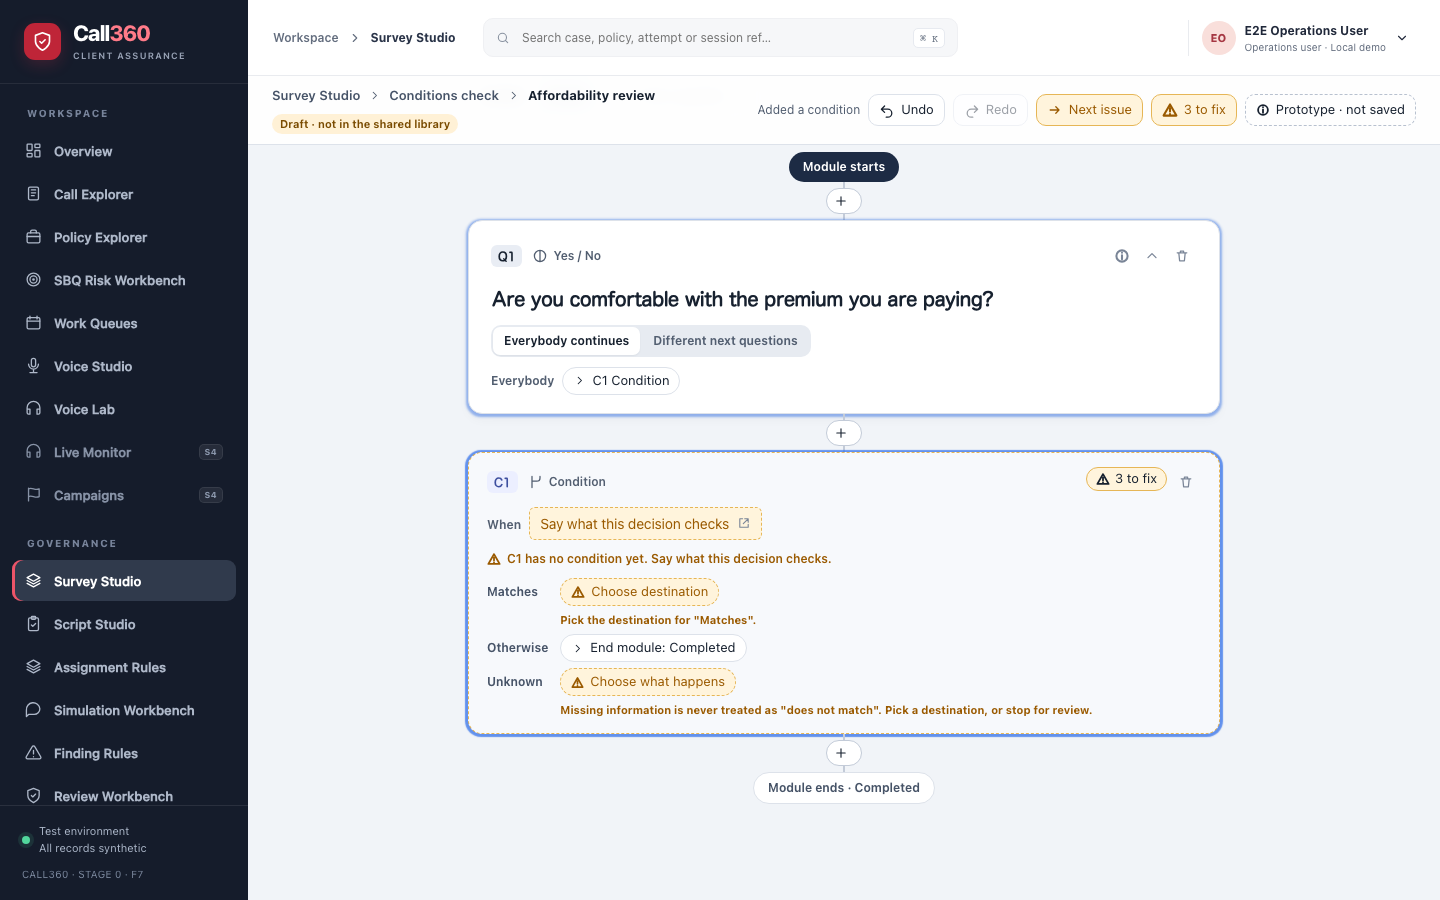 Call360
CLIENT ASSURANCE
WORKSPACE
Overview
Call Explorer
Policy Explorer
SBQ Risk Workbench
Work Queues
Voice Studio
Voice Lab
Live Monitor S4
Campaigns S4
GOVERNANCE
Survey Studio
Script Studio
Assignment Rules
Simulation Workbench
Finding Rules
Review Workbench
Test environment
All records synthetic
CALL360 · STAGE 0 · F7
Workspace > Survey Studio
Search case, policy, attempt or session ref...
⌘ K
EO
E2E Operations User
Operations user · Local demo
Survey Studio > Conditions check > Affordability review
Draft · not in the shared library
Added a condition
Undo
Redo
Next issue
3 to fix
Prototype · not saved
Module starts
+
Q1 Yes / No
Are you comfortable with the premium you are paying?
Everybody continues Different next questions
Everybody > C1 Condition
+
C1 Condition
3 to fix
When Say what this decision checks
C1 has no condition yet. Say what this decision checks.
Matches Choose destination
Pick the destination for "Matches".
Otherwise > End module: Completed
Unknown Choose what happens
Missing information is never treated as "does not match". Pick a destination, or stop for review.
+
Module ends · Completed